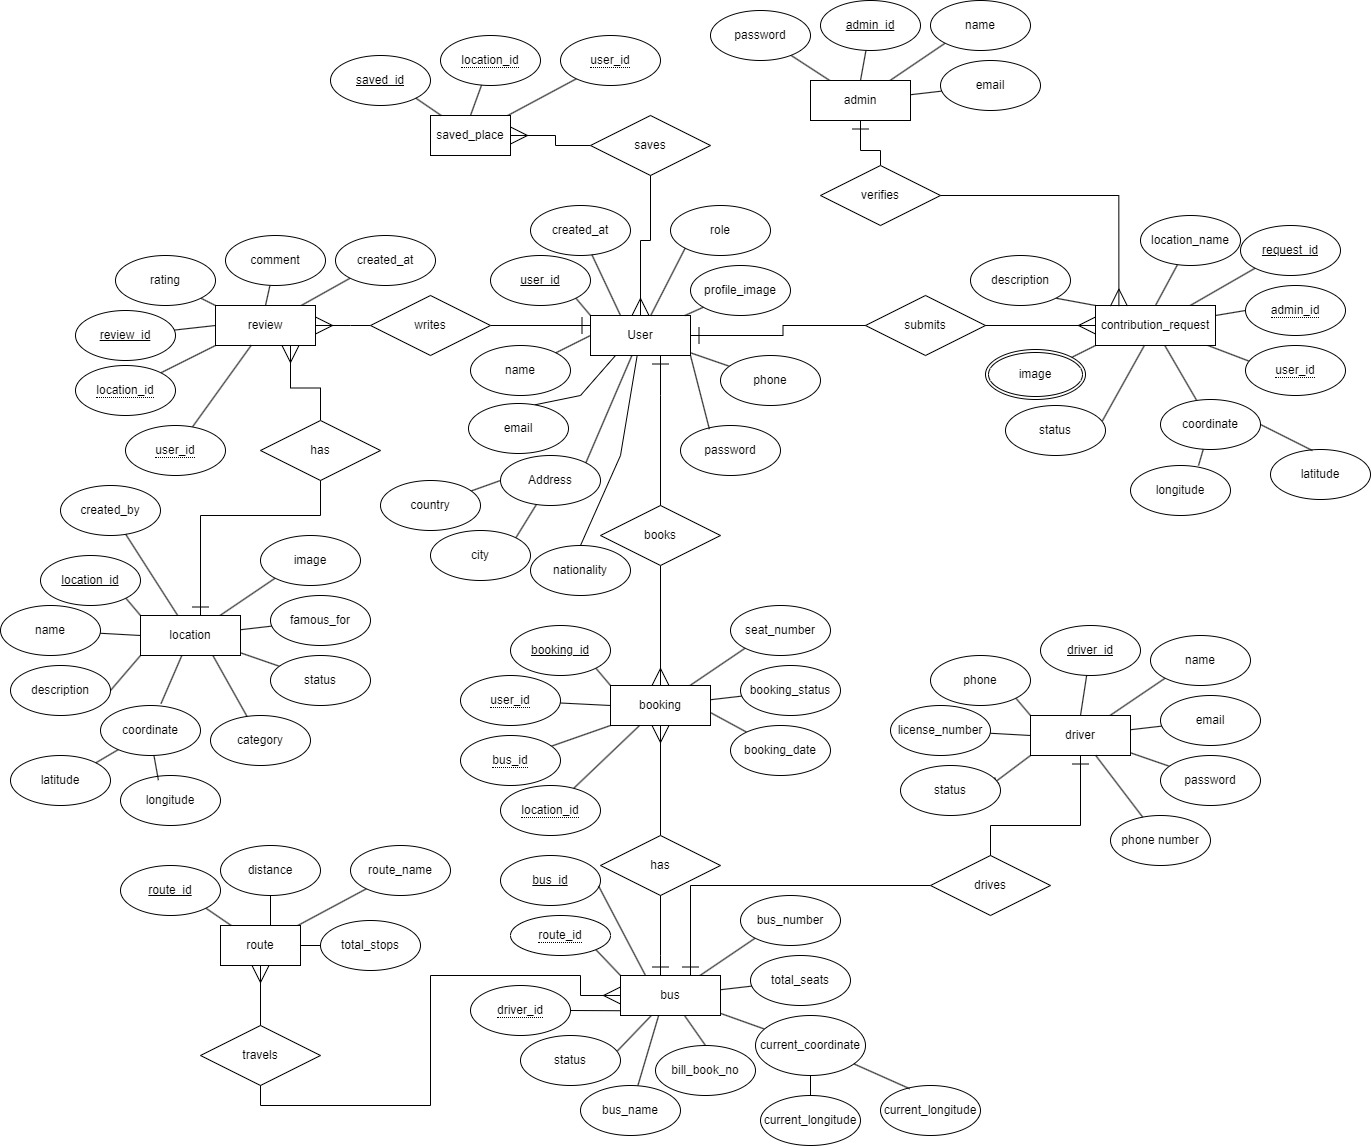 password
admin_id
name
email
admin
saved_id
location_id
user_id
saved_place
saves
verifies
created_at
role
user_id
profile_image
User
name
phone
email
password
Address
country
city
nationality
rating
comment
created_at
review_id
review
location_id
user_id
writes
has
submits
location_name
request_id
description
admin_id
contribution_request
image
user_id
status
coordinate
longitude
latitude
created_by
image
location_id
famous_for
name
location
status
description
coordinate
category
latitude
longitude
books
seat_number
booking_id
user_id
booking_status
booking
booking_date
bus_id
location_id
driver_id
name
phone
license_number
email
driver
status
password
phone number
has
drives
distance
route_name
route_id
route
total_stops
travels
bus_id
bus_number
route_id
total_seats
bus
driver_id
status
current_coordinate
bill_book_no
bus_name
current_longitude
current_longitude